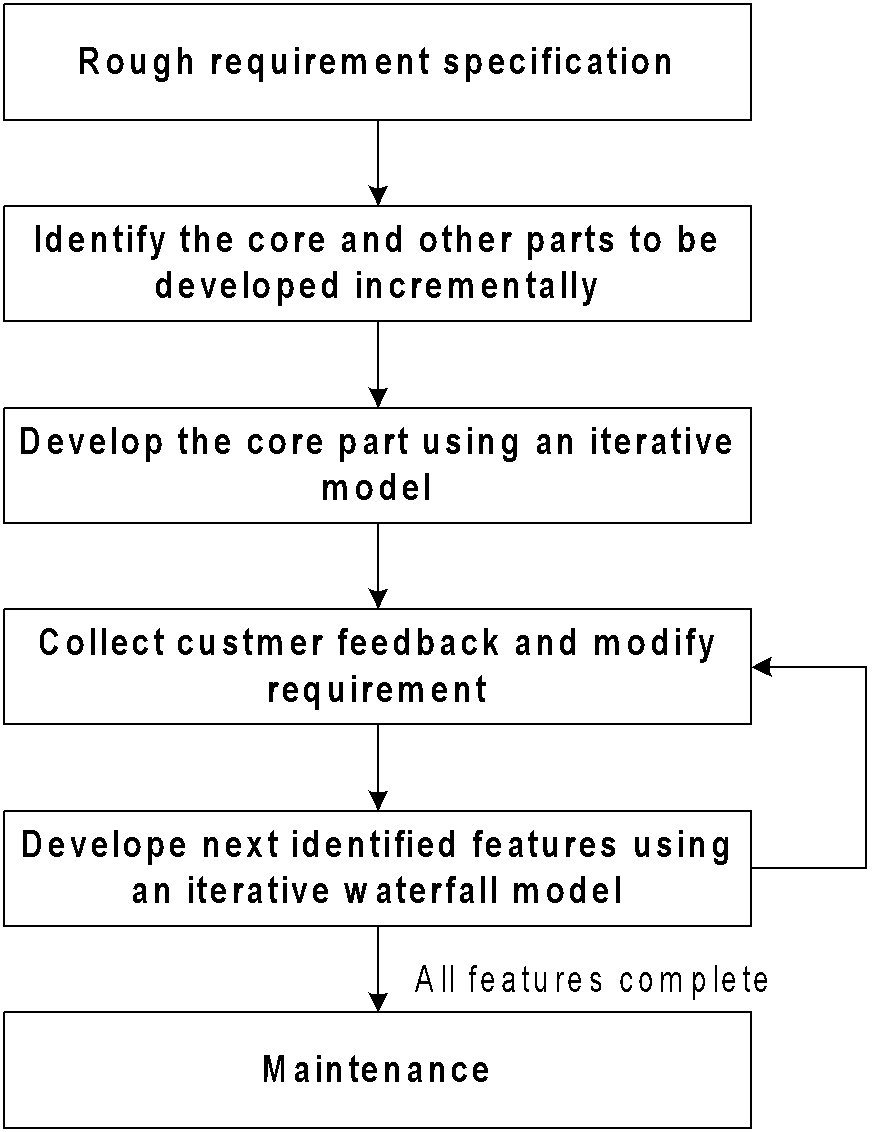 Rough requirement specification
Identify the core and other parts to be
developed incrementally
Develop the core part using an iterative
model
Collect custmer feedback and modify
requirement
Develope next identified features using
an iterative waterfall model
All features complete
Maintenance